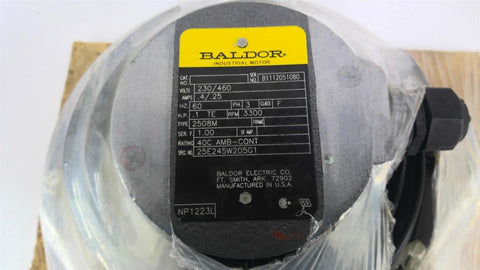 BALDOR®
INDUSTRIAL MOTOR
CAT. NO. SER. NO. B1112051080
VOLTS 230/460
AMPS .4/.25
HZ. 60 PH. 3 CLASS F
H.P. .1 TE RPM 3300
TYPE 2508M FRAME
SER. F. 1.00 SF AMP.
RATING 40C AMB-CONT
SPEC. NO. 25E245W205G1
BALDOR ELECTRIC CO.
FT. SMITH, ARK. 72902
MANUFACTURED IN U.S.A.
NP1223L